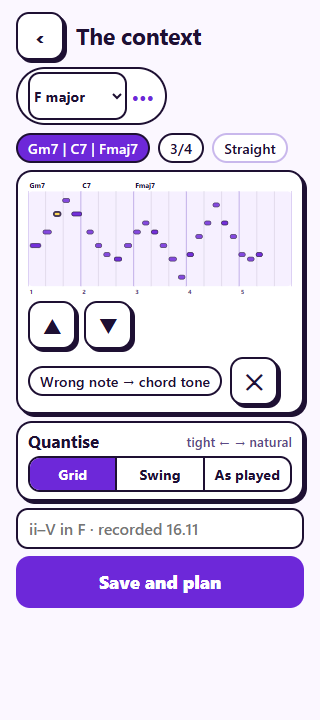 The context
F major
Gm7 | C7 | Fmaj7
3/4
Straight
Gm7 C7 Fmaj7
1 2 3 4 5
Wrong note → chord tone
Quantise tight ← → natural
Grid Swing As played
ii–V in F · recorded 16.11
Save and plan